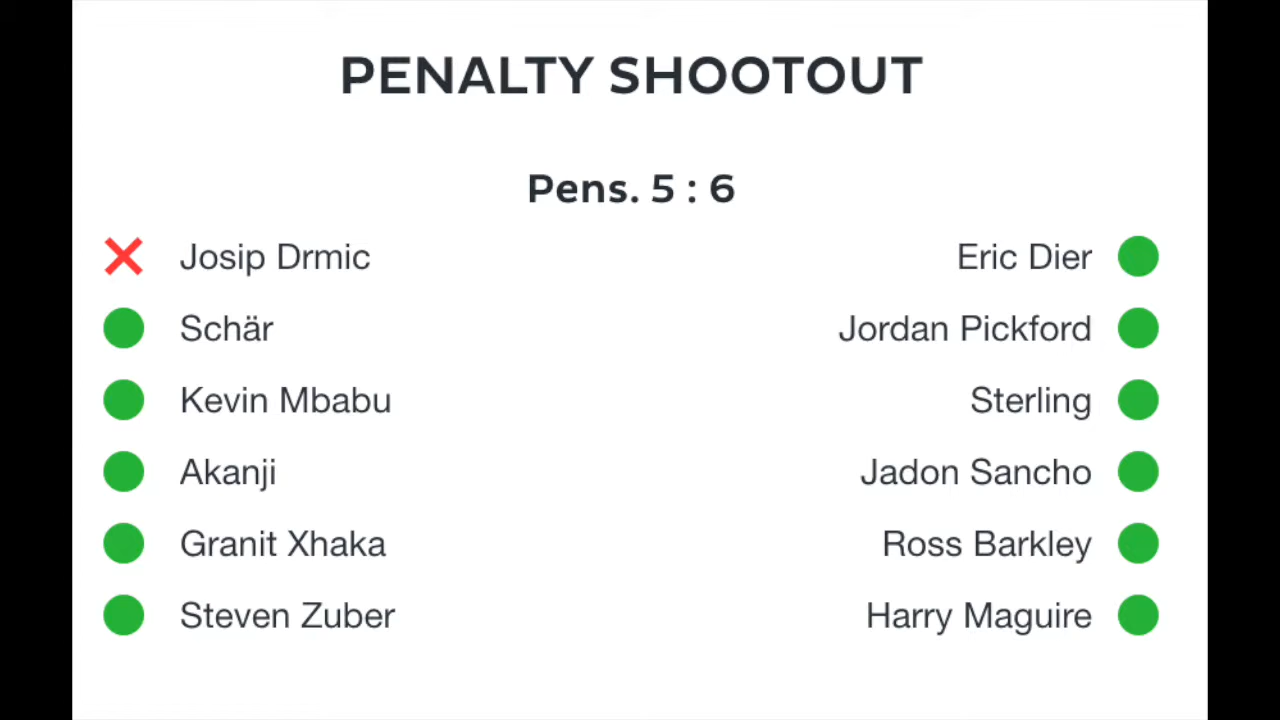 PENALTY SHOOTOUT
Pens. 5 : 6
Josip Drmic Eric Dier
Schär Jordan Pickford
Kevin Mbabu Sterling
Akanji Jadon Sancho
Granit Xhaka Ross Barkley
Steven Zuber Harry Maguire